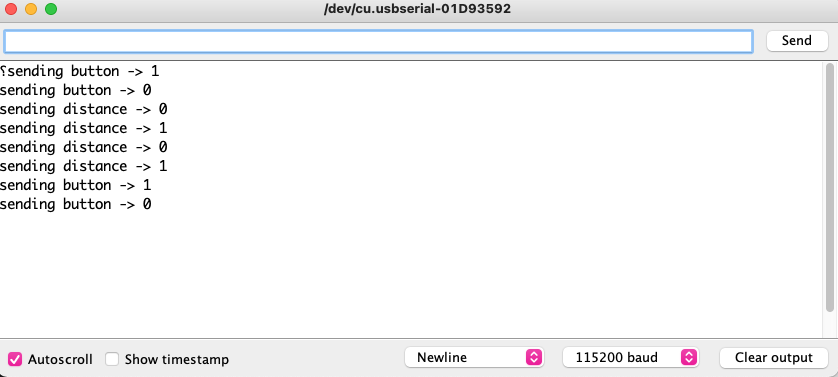 /dev/cu.usbserial-01D93592
Send
⸮sending button -> 1
sending button -> 0
sending distance -> 0
sending distance -> 1
sending distance -> 0
sending distance -> 1
sending button -> 1
sending button -> 0
Autoscroll Show timestamp Newline 115200 baud Clear output